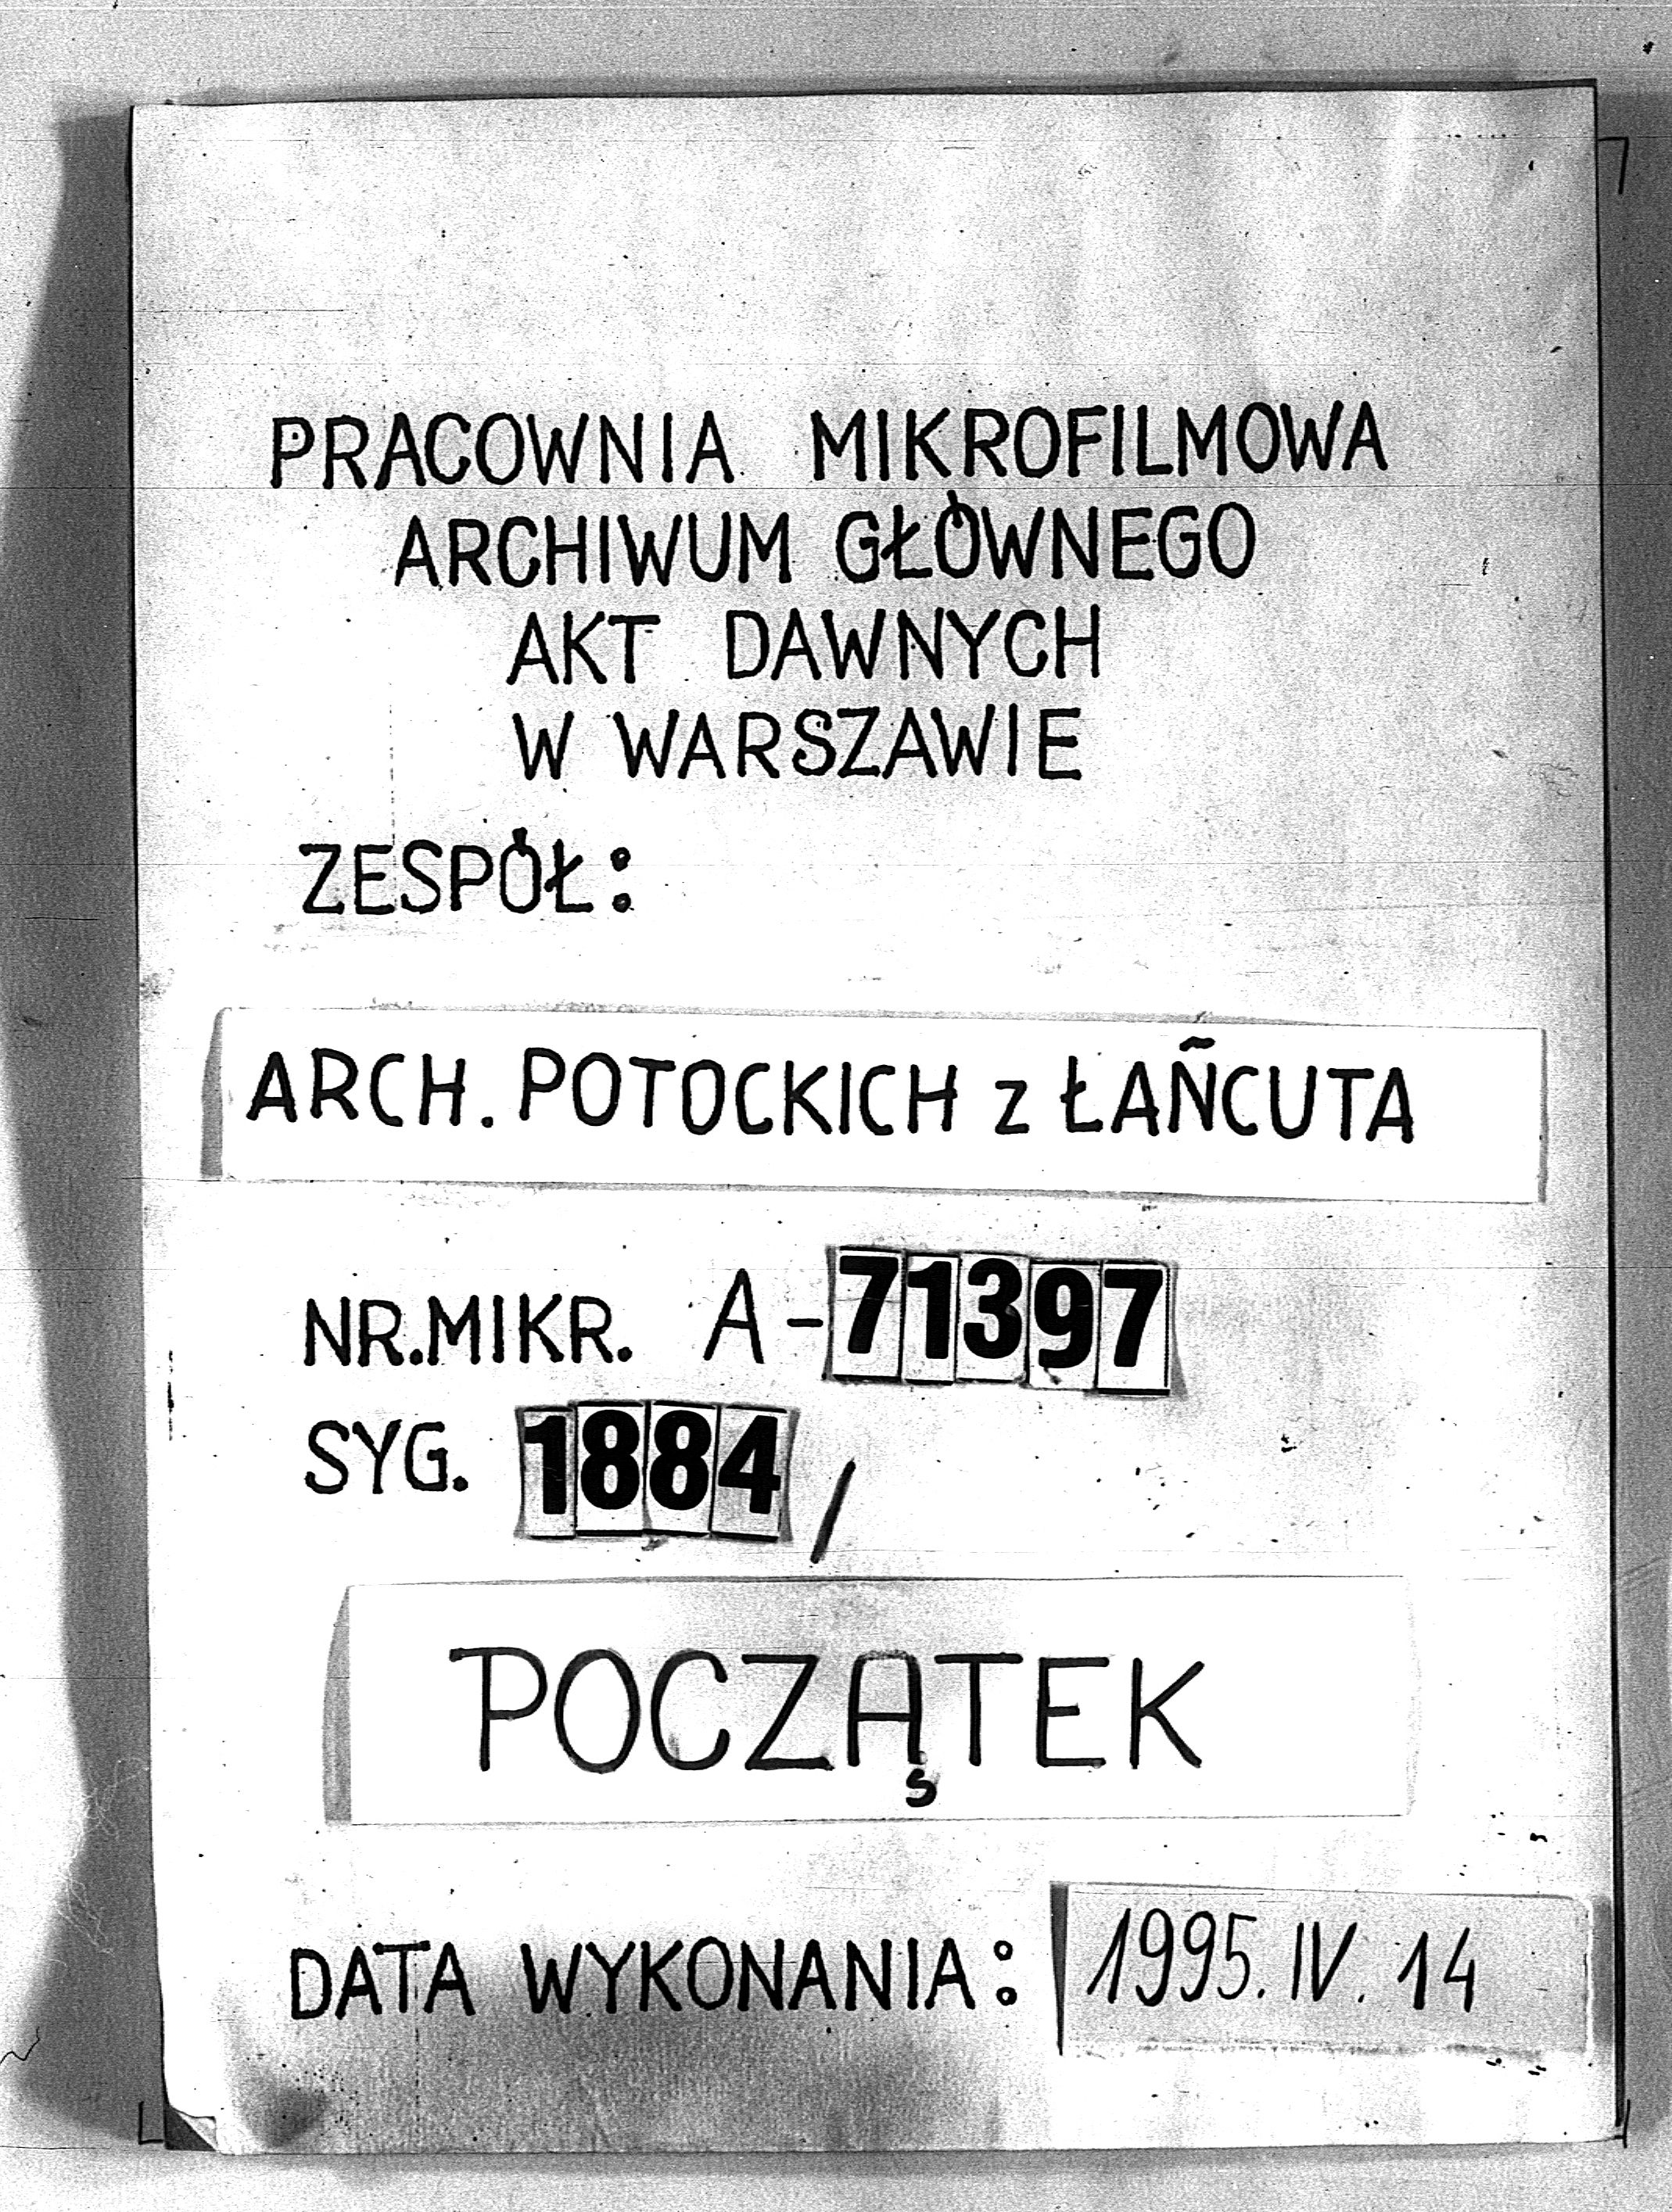 PRACOWNIA MIKROFILMOWA
ARCHIWUM GŁÓWNEGO
AKT DAWNYCH
W WARSZAWIE
ZESPÓŁ:
ARCH. POTOCKICH z ŁAŃCUTA
NR.MIKR. A-71397
SYG. 1884/
POCZĄTEK
DATA WYKONANIA: 1995.IV.14